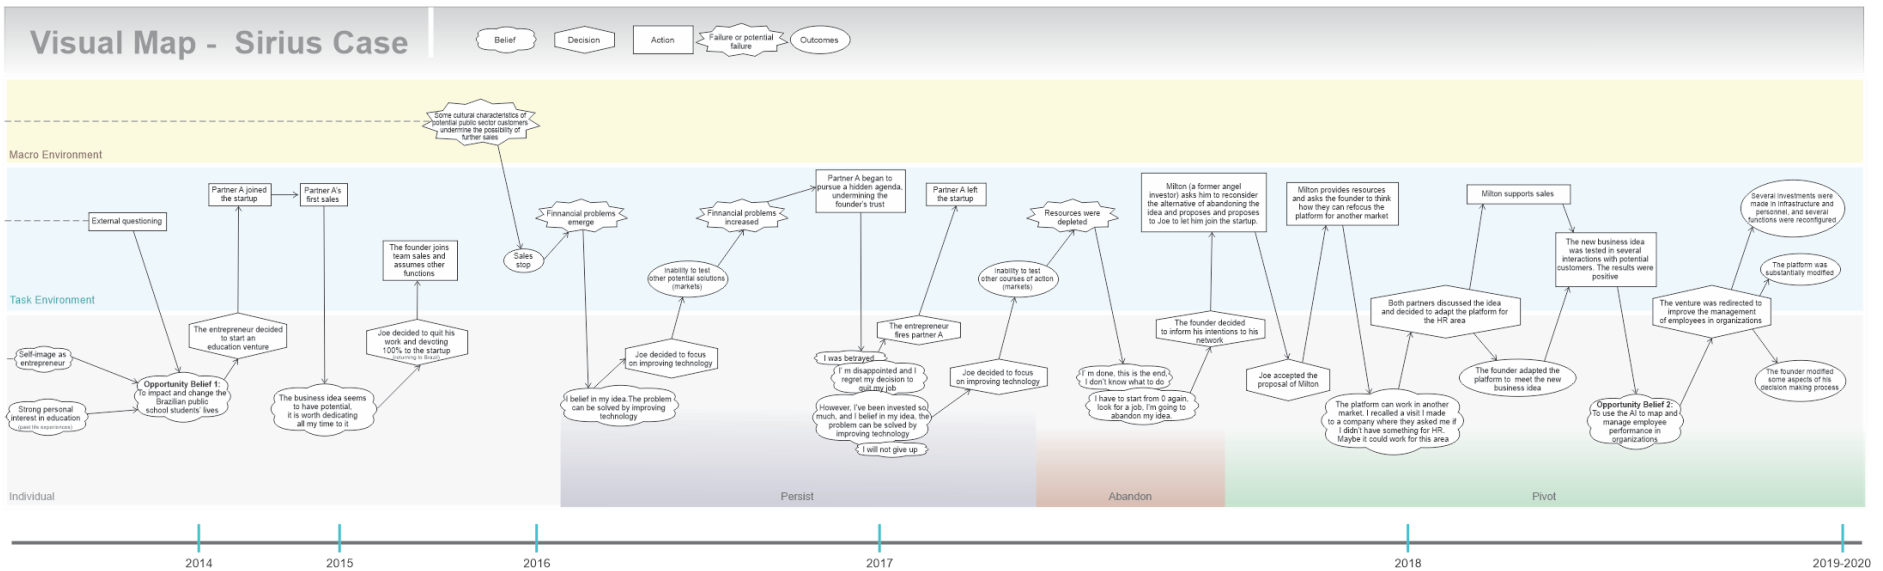 Visual Map - Sirius Case
Belief
Decision
Action
Failure or potential
failure
Outcomes
Some cultural characteristics of
potential public sector customers
undermine the possibility of
further sales
Macro Environment
Partner A joined
the startup
Partner A's
first sales
External questioning
The founder joins
team sales and
assumes other
functions
Sales
stop
Finnancial problems
emerge
Inability to test
other potential solutions
(markets)
Finnancial problems
increased
Partner A began to
pursue a hidden agenda,
undermining the
founder's trust
Partner A left
the startup
Inability to test
other courses of action
(markets)
Resources were
depleted
Milton (a former angel
investor) asks him to reconsider
the alternative of abandoning the
idea and proposes and proposes
to Joe to let him join the startup.
Milton provides resources
and asks the founder to think
how they can refocus the
platform for another market
Milton supports sales
The new business idea
was tested in several
interactions with potential
customers. The results were
positive
Several investments were
made in infrastructure and
personnel, and several
functions were reconfigured
The platform was
substantially modified
Task Environment
Self-image as
entrepreneur
Strong personal
interest in education
(past life experiences)
Opportunity Belief 1:
To impact and change the
Brazilian public
school students' lives
The entrepreneur decided
to start an
education venture
The business idea seems
to have potential,
it is worth dedicating
all my time to it
Joe decided to quit his
work and devoting
100% to the startup
(returning to Brazil)
I belief in my idea.The problem
can be solved by improving
technology
Joe decided to focus
on improving technology
I was betrayed
I'm disappointed and I
regret my decision to
quit my job
However, I've been invested so
much, and I belief in my idea, the
problem can be solved by
improving technology
I will not give up
The entrepreneur
fires partner A
Joe decided to focus
on improving technology
I'm done, this is the end,
I don't know what to do
I have to start from 0 again,
look for a job, I'm going to
abandon my idea.
The founder decided
to inform his intentions to his
network
Joe accepted the
proposal of Milton
The platform can work in another
market. I recalled a visit I made
to a company where they asked me if
I didn't have something for HR.
Maybe it could work for this area
Both partners discussed the idea
and decided to adapt the platform for
the HR area
The founder adapted the
platform to meet the new
business idea
Opportunity Belief 2:
To use the AI to map and
manage employee
performance in
organizations
The venture was redirected to
improve the management
of employees in organizations
The founder modified
some aspects of his
decision making process
Individual
Persist
Abandon
Pivot
2014
2015
2016
2017
2018
2019-2020